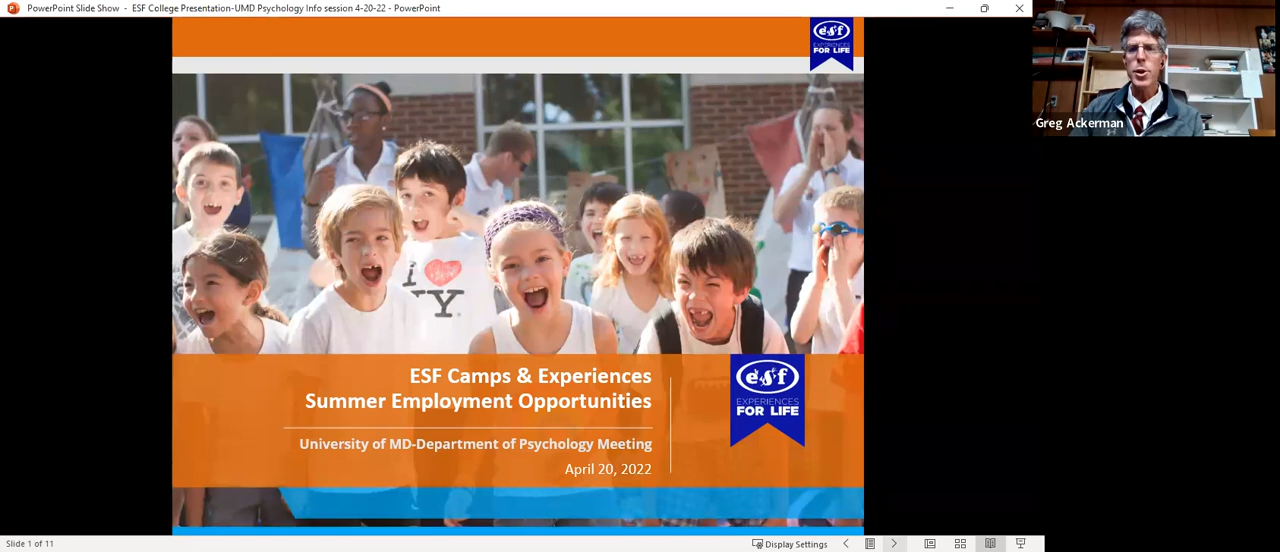 PowerPoint Slide Show - ESF College Presentation-UMD Psychology Info session 4-20-22 - PowerPoint
esf
EXPERIENCES
FOR LIFE
Greg Ackerman
I
NY
ESF Camps & Experiences
Summer Employment Opportunities
University of MD-Department of Psychology Meeting
April 20, 2022
esf
EXPERIENCES
FOR LIFE
Slide 1 of 11
Display Settings